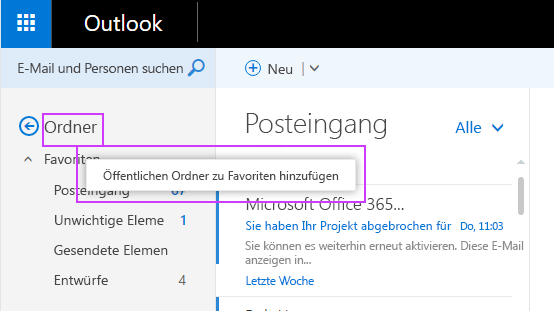 Outlook
E-Mail und Personen suchen
Neu
Ordner
Posteingang
Alle
Favoriten
Öffentlichen Ordner zu Favoriten hinzufügen
Posteingang 67
Unwichtige Eleme 1
Gesendete Elemen
Entwürfe 4
Microsoft Office 365...
Sie haben Ihr Projekt abgebrochen für Do, 11:03
Sie können es weiterhin erneut aktivieren. Diese E-Mail
anzeigen in...
Letzte Woche